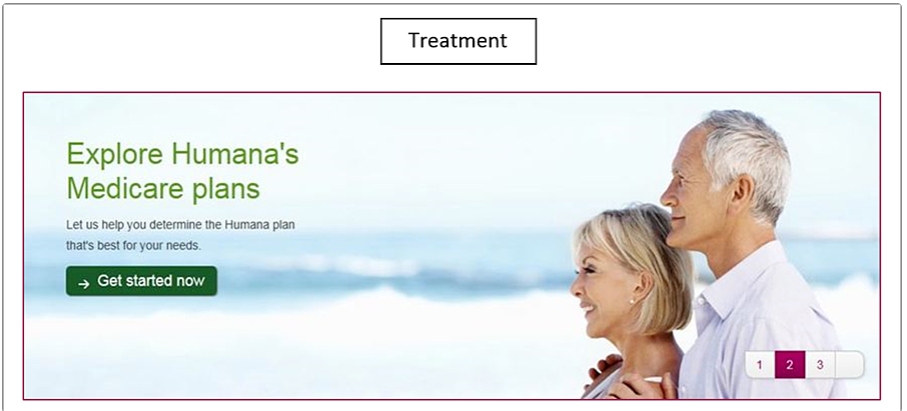 Treatment
Explore Humana's
Medicare plans
Let us help you determine the Humana plan
that's best for your needs.
→ Get started now
1 2 3